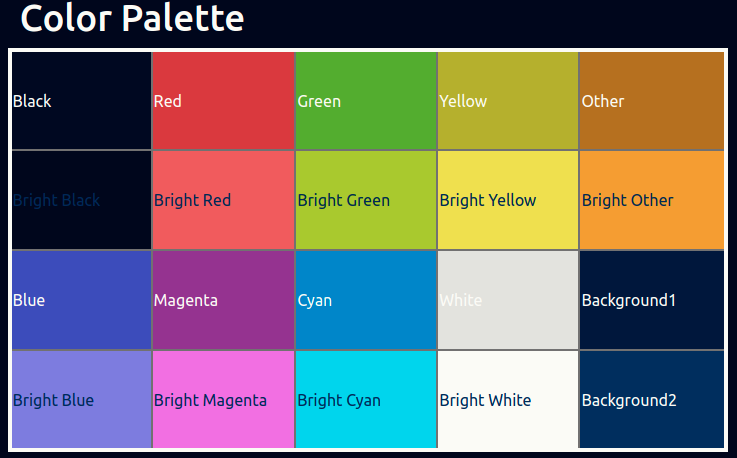 Color Palette
Black
Red
Green
Yellow
Other
Bright Black
Bright Red
Bright Green
Bright Yellow
Bright Other
Blue
Magenta
Cyan
White
Background1
Bright Blue
Bright Magenta
Bright Cyan
Bright White
Background2